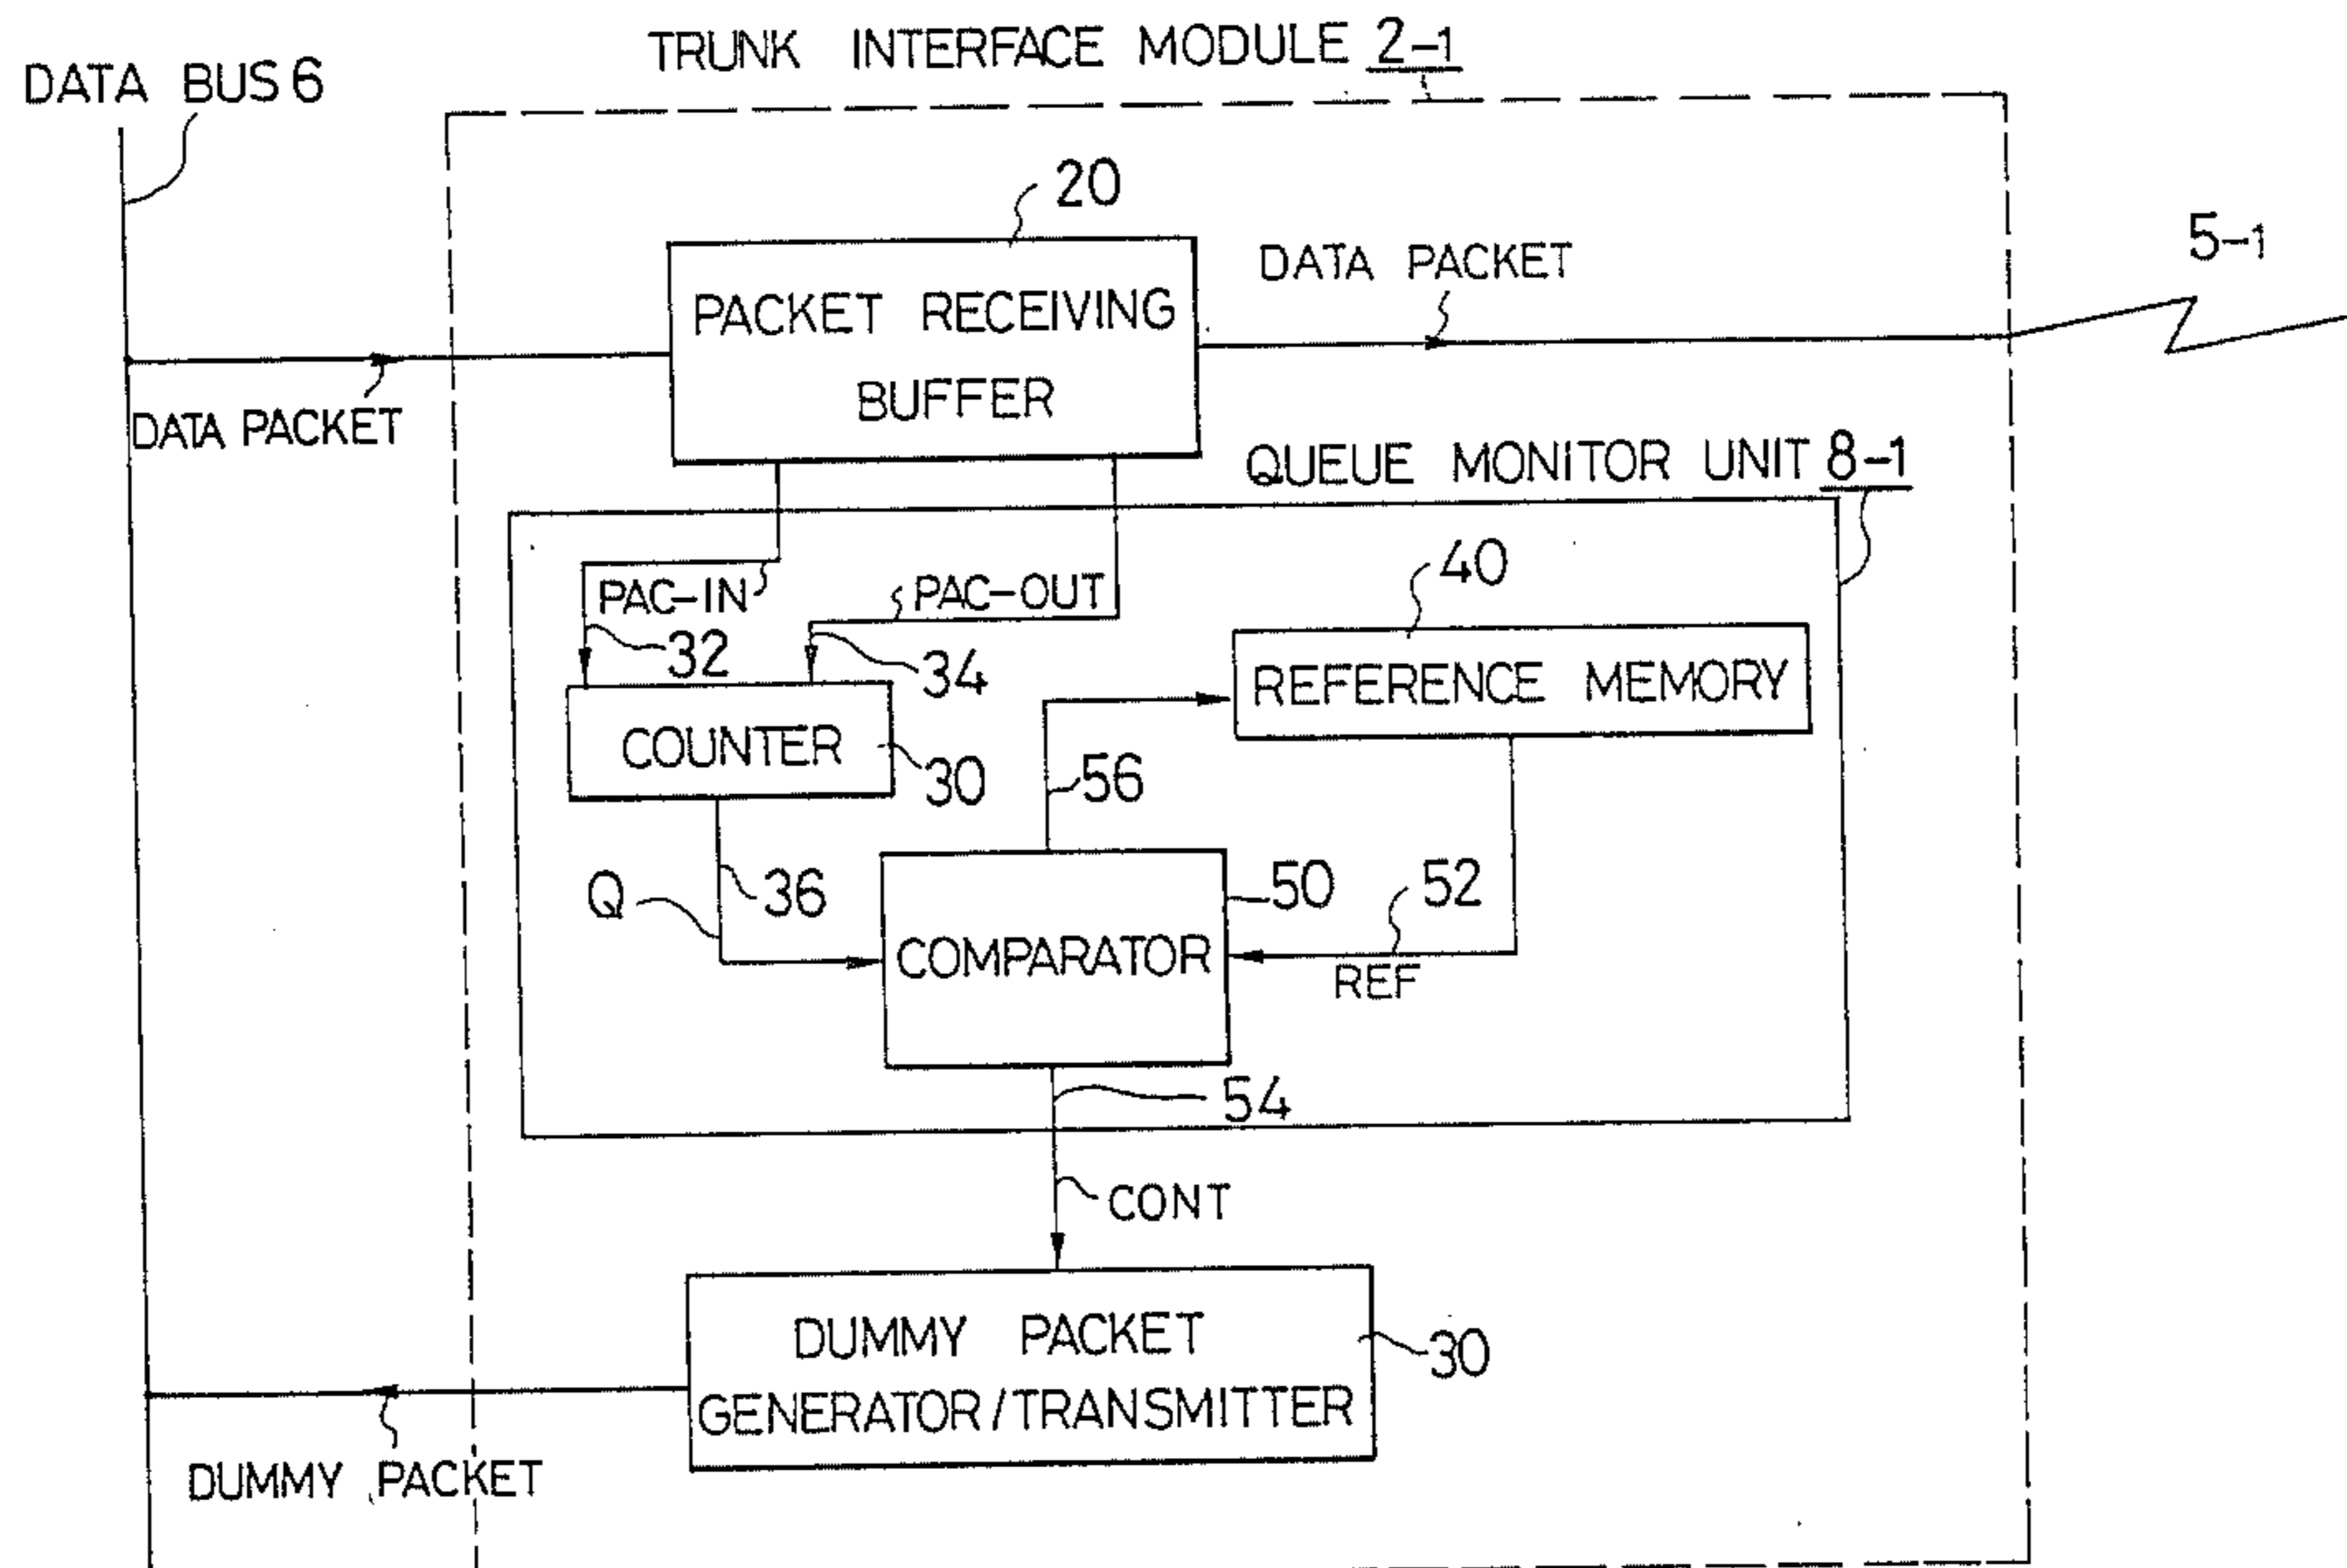 TRUNK INTERFACE MODULE 2-1
DATA BUS 6
20
5-1
DATA PACKET
PACKET RECEIVING
BUFFER
DATA PACKET
QUEUE MONITOR UNIT 8-1
40
PAC-IN
PAC-OUT
32
34
REFERENCE MEMORY
COUNTER
30
56
Q
36
50
52
COMPARATOR
REF
54
CONT
DUMMY PACKET
GENERATOR/TRANSMITTER
30
DUMMY PACKET